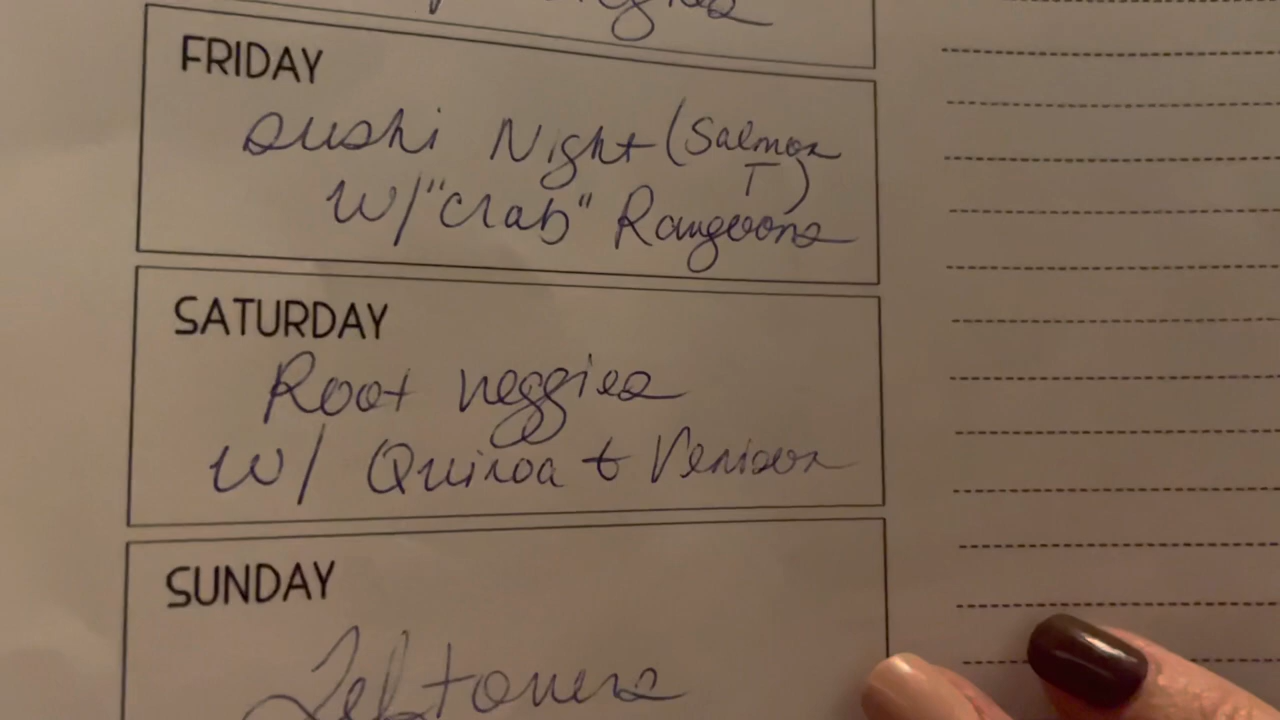 FRIDAY
Sushi Night (Salmon
T)
w/ "Crab" Rangoons
SATURDAY
Root veggies
w/ Quinoa & Venison
SUNDAY
Leftovers